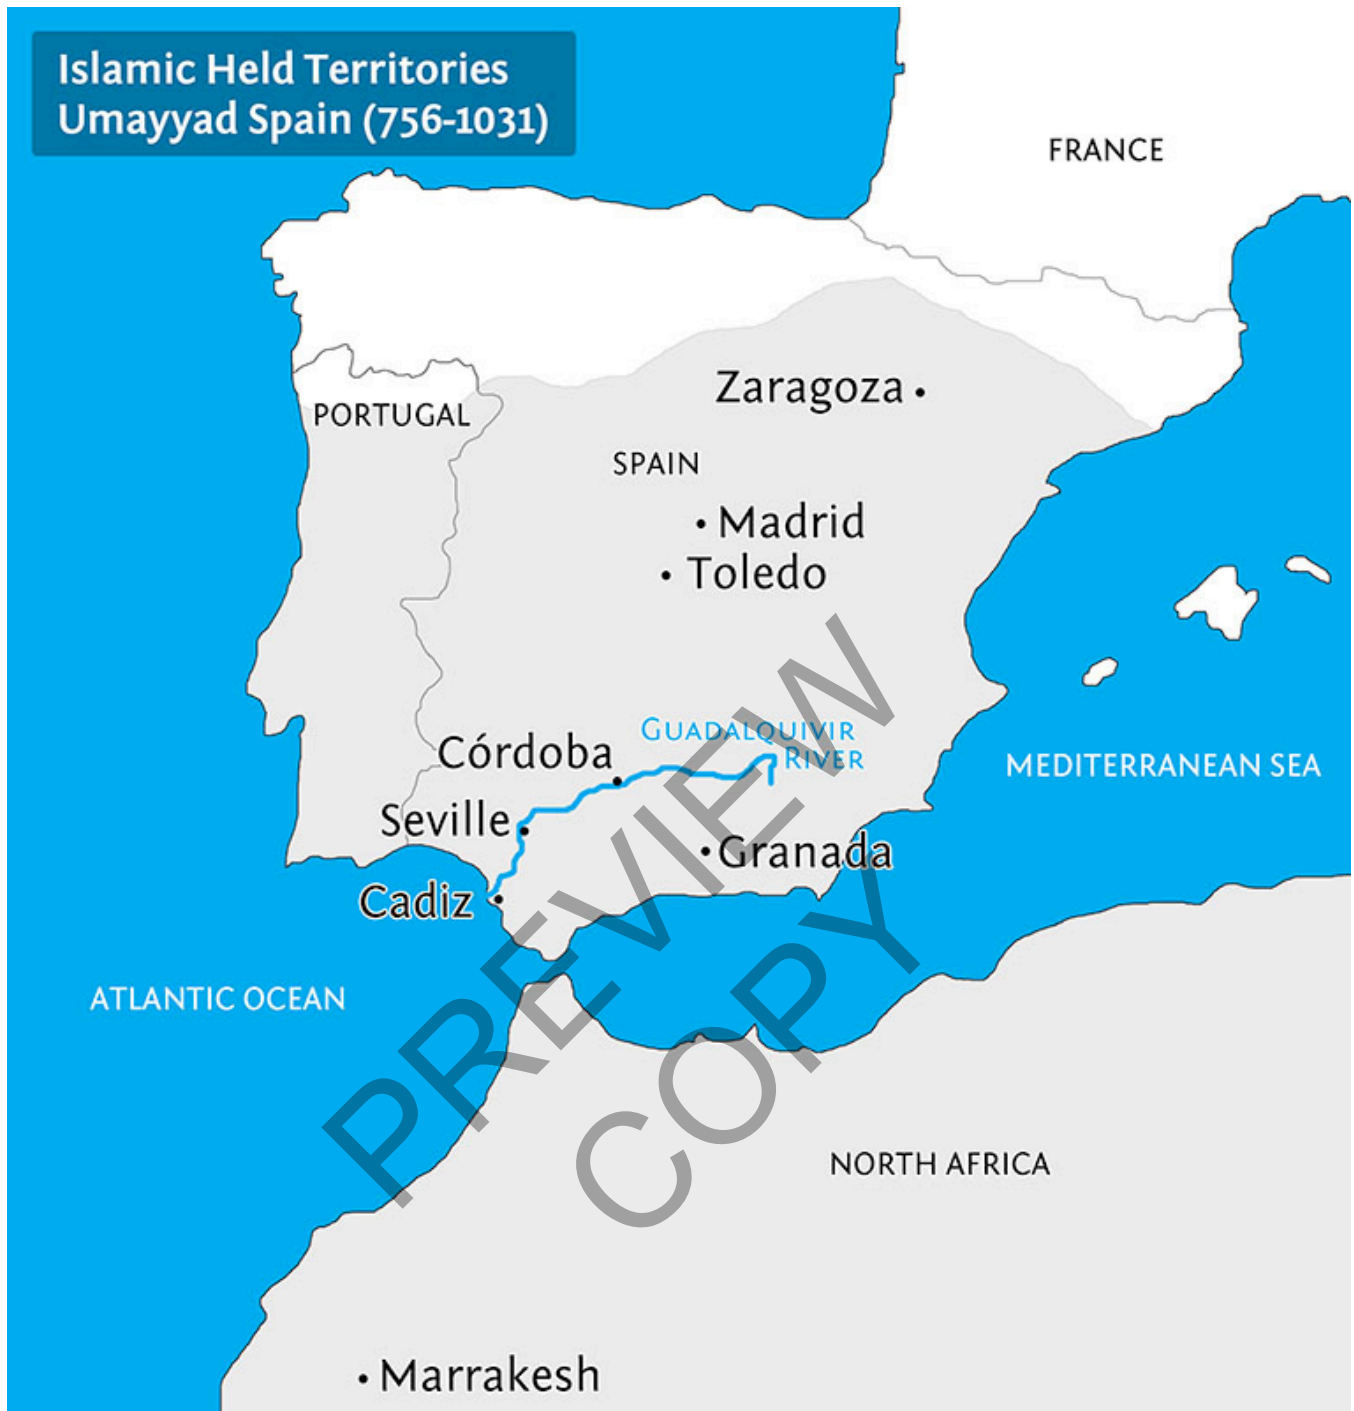 Islamic Held Territories
Umayyad Spain (756-1031)
FRANCE
Zaragoza
PORTUGAL
SPAIN
Madrid
Toledo
GUADALQUIVIR
RIVER
Córdoba
MEDITERRANEAN SEA
Seville
Granada
Cadiz
ATLANTIC OCEAN
PREVIEW
COPY
NORTH AFRICA
Marrakesh